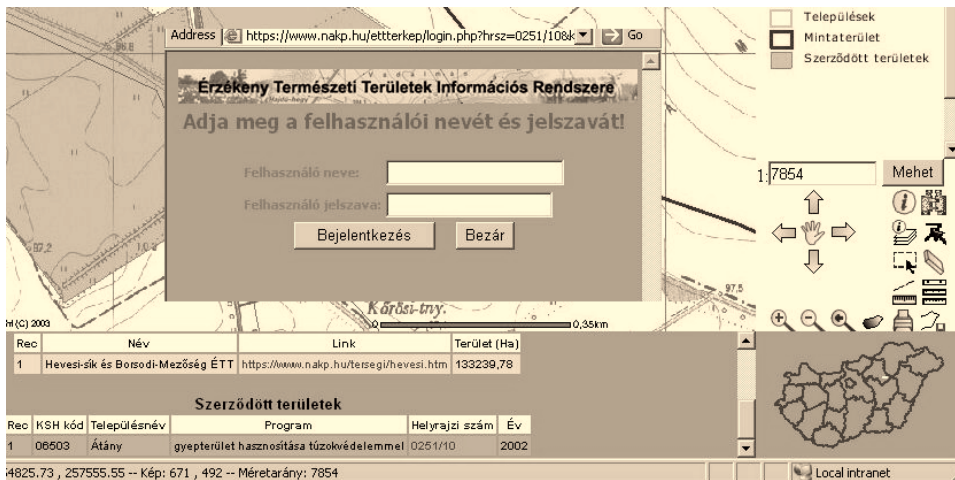 Address https://www.nakp.hu/ettterkep/login.php?hrsz=0251/10&k Go
Érzékeny Természeti Területek Információs Rendszere
Adja meg a felhasználói nevét és jelszavát!
Felhasználó neve:
Felhasználó jelszava:
Bejelentkezés Bezár
Települések
Mintaterület
Szerződött területek
1: 7854 Mehet
96,8
97,2
97,5
Kőrösi-tny.
0 0,35km
(C) 2003
Rec Név Link Terület (Ha)
1 Hevesi-sík és Borsodi-Mezőség ÉTT https://www.nakp.hu/tersegi/hevesi.htm 133239,78
Szerződött területek
Rec KSH kód Településnév Program Helyrajzi szám Év
1 06503 Átány gyepterület hasznosítása túzokvédelemmel 0251/10 2002
4825.73 , 257555.55 -- Kép: 671 , 492 -- Méretarány: 7854 Local intranet